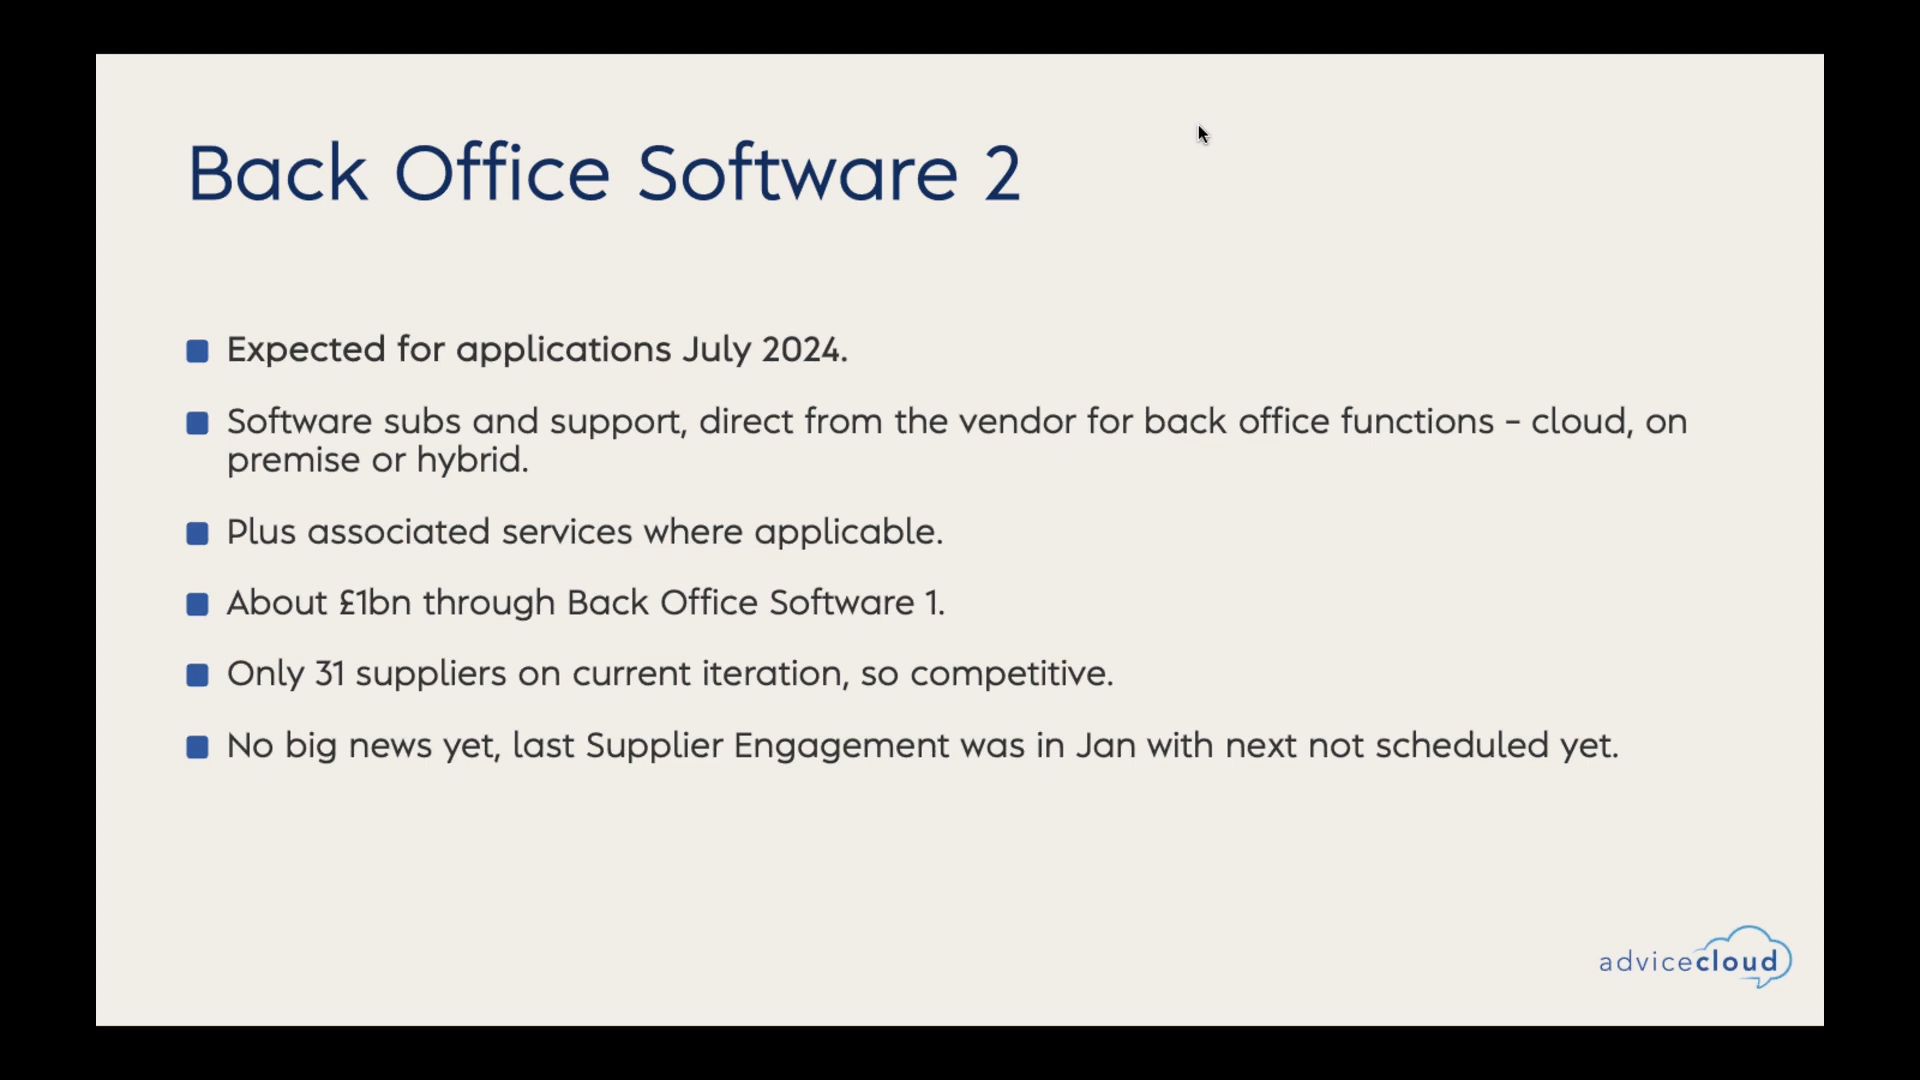 Back Office Software 2
Expected for applications July 2024.
Software subs and support, direct from the vendor for back office functions - cloud, on
premise or hybrid.
Plus associated services where applicable.
About £1bn through Back Office Software 1.
Only 31 suppliers on current iteration, so competitive.
No big news yet, last Supplier Engagement was in Jan with next not scheduled yet.
advicecloud